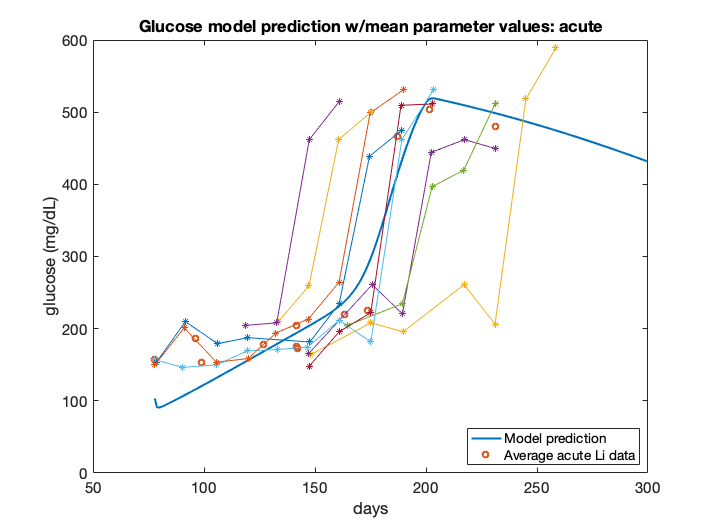 Glucose model prediction w/mean parameter values: acute
600
500
400
300
200
100
0
glucose (mg/dL)
50
100
150
200
250
300
days
Model prediction
Average acute Li data